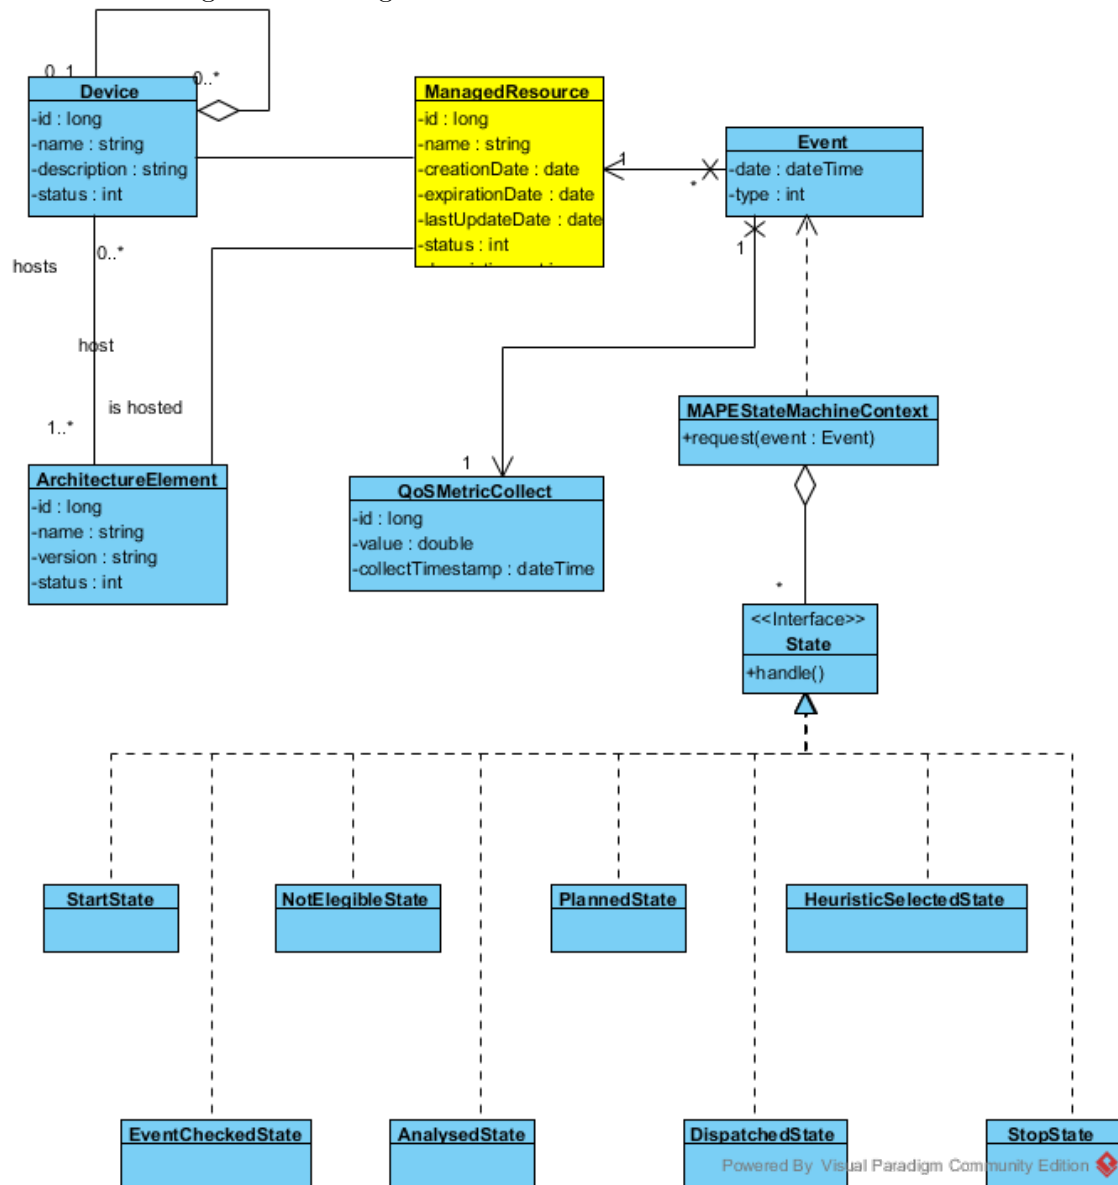 0..1
0..*
Device
-id : long
-name : string
-description : string
-status : int
ManagedResource
-id : long
-name : string
-creationDate : date
-expirationDate : date
-lastUpdateDate : date
-status : int
1
*
Event
-date : dateTime
-type : int
1
hosts
0..*
host
is hosted
1..*
MAPEStateMachineContext
+request(event : Event)
ArchitectureElement
-id : long
-name : string
-version : string
-status : int
1
QoSMetricCollect
-id : long
-value : double
-collectTimestamp : dateTime
*
<<Interface>>
State
+handle()
StartState
NotElegibleState
PlannedState
HeuristicSelectedState
EventCheckedState
AnalysedState
DispatchedState
StopState
Powered By Visual Paradigm Community Edition